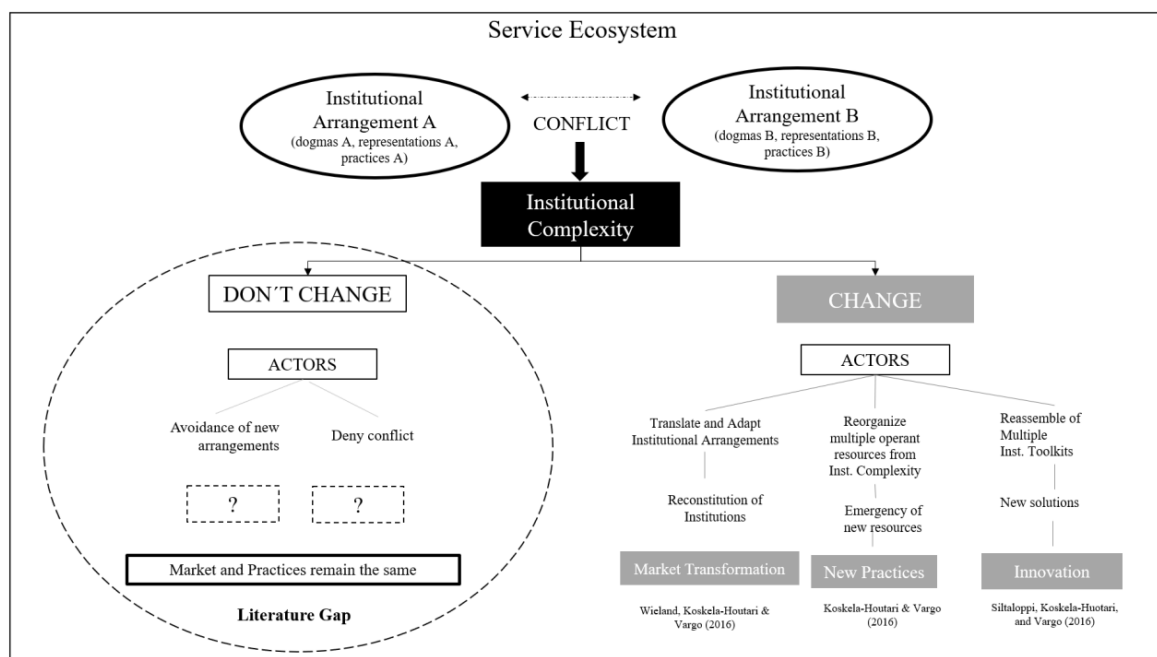 Service Ecosystem
Institutional
Arrangement A
(dogmas A, representations A,
practices A)
CONFLICT
Institutional
Arrangement B
(dogmas B, representations B,
practices B)
Institutional
Complexity
DON´T CHANGE
ACTORS
Avoidance of new
arrangements
Deny conflict
?
?
Market and Practices remain the same
Literature Gap
CHANGE
ACTORS
Translate and Adapt
Institutional Arrangements
Reconstitution of
Institutions
Market Transformation
Wieland, Koskela-Houtari &
Vargo (2016)
Reorganize
multiple operant
resources from
Inst. Complexity
Emergency of
new resources
New Practices
Koskela-Houtari & Vargo
(2016)
Reassemble of
Multiple
Inst. Toolkits
New solutions
Innovation
Siltaloppi, Koskela-Huotari,
and Vargo (2016)